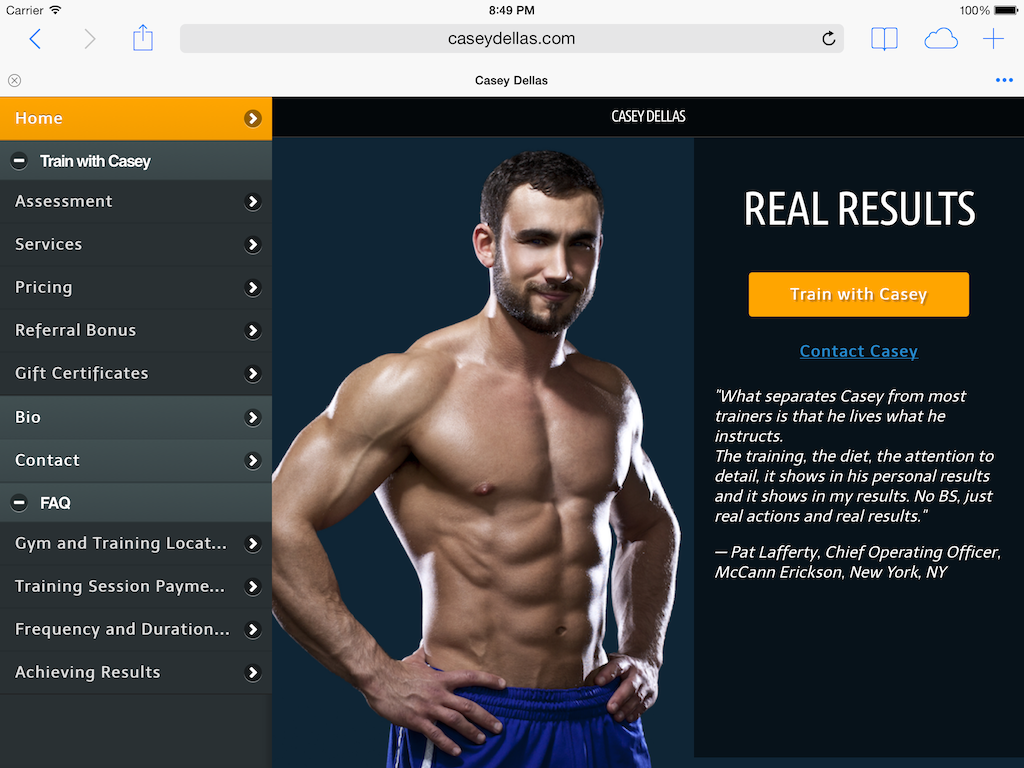 Carrier 8:49 PM 100%
caseydellas.com
Casey Dellas
Home
Train with Casey
Assessment
Services
Pricing
Referral Bonus
Gift Certificates
Bio
Contact
FAQ
Gym and Training Locat...
Training Session Payme...
Frequency and Duration...
Achieving Results
CASEY DELLAS
REAL RESULTS
Train with Casey
Contact Casey
"What separates Casey from most
trainers is that he lives what he
instructs.
The training, the diet, the attention to
detail, it shows in his personal results
and it shows in my results. No BS, just
real actions and real results."
— Pat Lafferty, Chief Operating Officer,
McCann Erickson, New York, NY